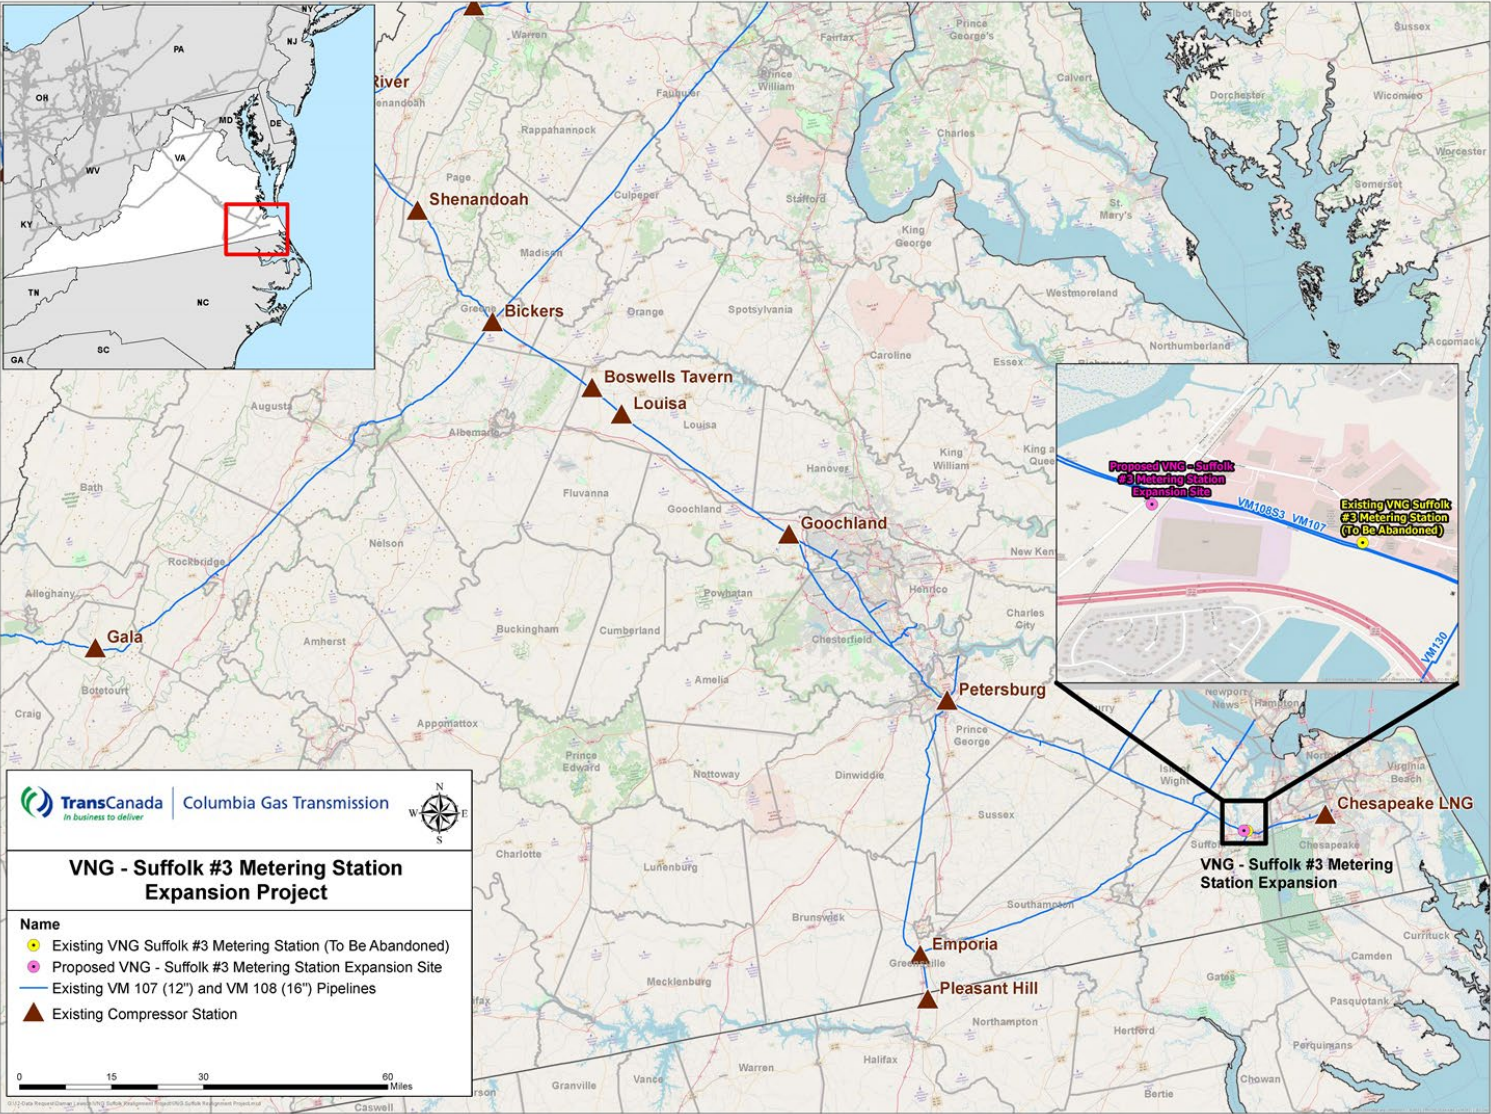 NY
PA
NJ
OH
MD
DE
WV
VA
KY
TN
NC
SC
GA
River
Shenandoah
Bickers
Boswells Tavern
Louisa
Goochland
Gala
Petersburg
Emporia
Pleasant Hill
Chesapeake LNG
VNG - Suffolk #3 Metering
Station Expansion
Warren
Fairfax
Prince
George's
Talbot
Sussex
Prince
William
Calvert
Fauquier
Dorchester
Wicomico
Rappahannock
Charles
Worcester
Page
Culpeper
Stafford
St.
Mary's
Somerset
King
George
Madison
Westmoreland
Greene
Orange
Spotsylvania
Northumberland
Accomack
Caroline
Essex
Richmond
Augusta
Albemarle
Louisa
King
William
King a
Quee
Bath
Hanover
Fluvanna
Goochland
Nelson
New Kent
Rockbridge
Alleghany
Powhatan
Henrico
Charles
City
Buckingham
Cumberland
Chesterfield
Amherst
Amelia
Botetourt
Craig
Appomattox
Prince
George
Surry
Newport
News
Hampton
Prince
Edward
Nottoway
Dinwiddie
Isle of
Wight
Norfolk
Virginia
Beach
Sussex
Suffolk
Chesapeake
Charlotte
Lunenburg
Brunswick
Southampton
Greensville
Currituck
Camden
Mecklenburg
Gates
Pasquotank
Northampton
Hertford
Perquimans
Halifax
Warren
Vance
Granville
Caswell
Chowan
Bertie
Proposed VNG - Suffolk
#3 Metering Station
Expansion Site
VM108S3 VM107
Existing VNG Suffolk
#3 Metering Station
(To Be Abandoned)
VM130
TransCanada
In business to deliver
Columbia Gas Transmission
N
W E
S
VNG - Suffolk #3 Metering Station
Expansion Project
Name
Existing VNG Suffolk #3 Metering Station (To Be Abandoned)
Proposed VNG - Suffolk #3 Metering Station Expansion Site
Existing VM 107 (12") and VM 108 (16") Pipelines
Existing Compressor Station
0 15 30 60
Miles